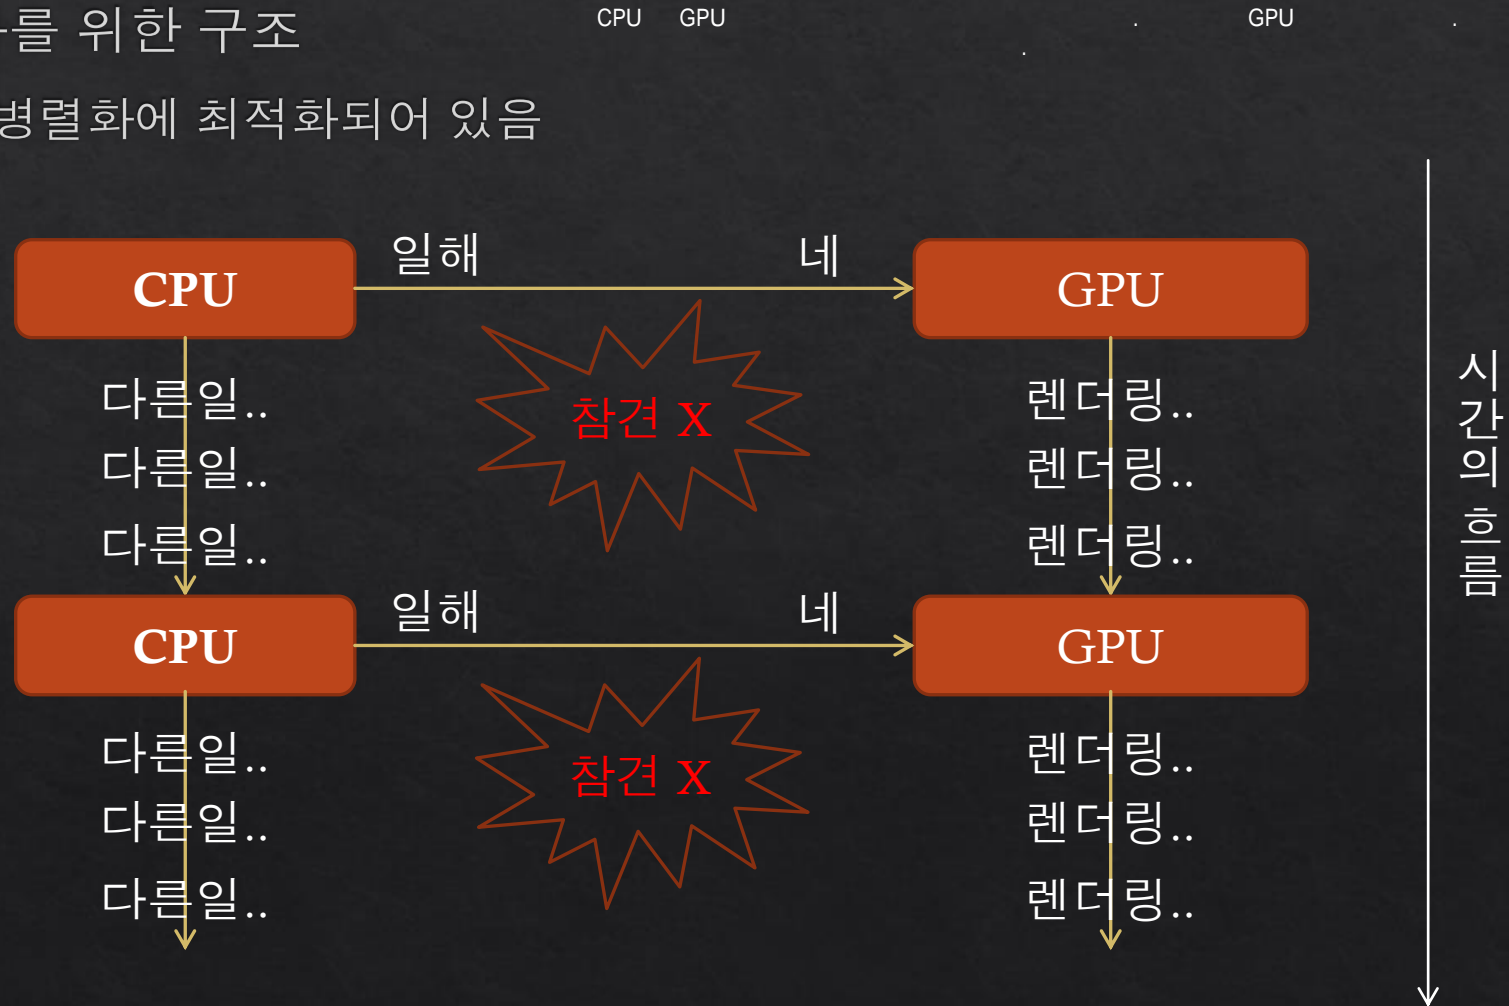 를 위한 구조
CPU GPU . GPU .
.
병렬화에 최적화되어 있음
일해 네
CPU GPU
다른일.. 참견 X 렌더링..
다른일.. 렌더링..
다른일.. 렌더링..
일해 네
CPU GPU
다른일.. 참견 X 렌더링..
다른일.. 렌더링..
다른일.. 렌더링..
시간의 흐름